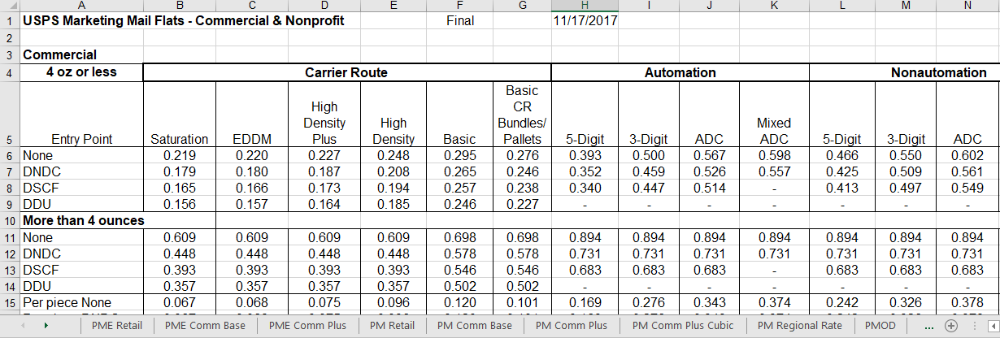 A B C D E F G H I J K L M N
1 USPS Marketing Mail Flats - Commercial & Nonprofit Final 11/17/2017
2
3 Commercial
4 4 oz or less Carrier Route Automation Nonautomation
5 Entry Point Saturation EDDM High Density Plus High Density Basic Basic CR Bundles/ Pallets 5-Digit 3-Digit ADC Mixed ADC 5-Digit 3-Digit ADC
6 None 0.219 0.220 0.227 0.248 0.295 0.276 0.393 0.500 0.567 0.598 0.466 0.550 0.602
7 DNDC 0.179 0.180 0.187 0.208 0.265 0.246 0.352 0.459 0.526 0.557 0.425 0.509 0.561
8 DSCF 0.165 0.166 0.173 0.194 0.257 0.238 0.340 0.447 0.514 - 0.413 0.497 0.549
9 DDU 0.156 0.157 0.164 0.185 0.246 0.227 - - - - - - -
10 More than 4 ounces
11 None 0.609 0.609 0.609 0.609 0.698 0.698 0.894 0.894 0.894 0.894 0.894 0.894 0.894
12 DNDC 0.448 0.448 0.448 0.448 0.578 0.578 0.731 0.731 0.731 0.731 0.731 0.731 0.731
13 DSCF 0.393 0.393 0.393 0.393 0.546 0.546 0.683 0.683 0.683 - 0.683 0.683 0.683
14 DDU 0.357 0.357 0.357 0.357 0.502 0.502 - - - - - - -
15 Per piece None 0.067 0.068 0.075 0.096 0.120 0.101 0.169 0.276 0.343 0.374 0.242 0.326 0.378
PME Retail PME Comm Base PME Comm Plus PM Retail PM Comm Base PM Comm Plus PM Comm Plus Cubic PM Regional Rate PMOD ...